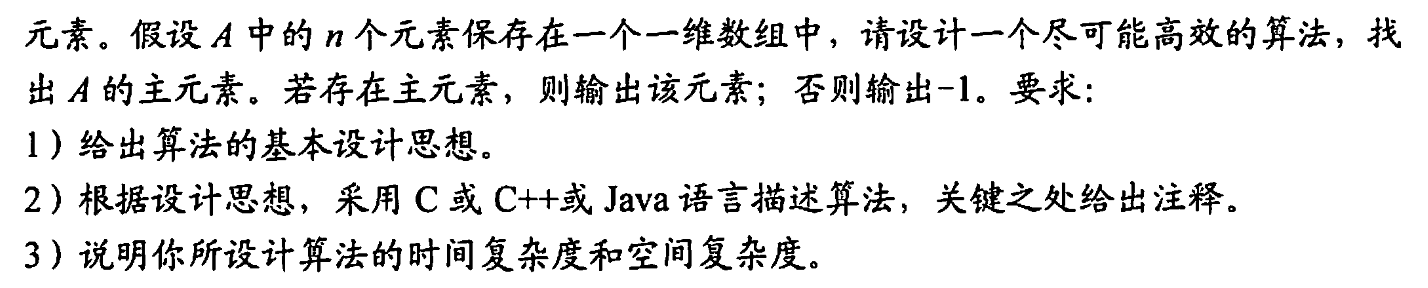 元素。假设 A 中的 n 个元素保存在一个一维数组中，请设计一个尽可能高效的算法，找
出 A 的主元素。若存在主元素，则输出该元素；否则输出-1。要求：
1）给出算法的基本设计思想。
2）根据设计思想，采用 C 或 C++或 Java 语言描述算法，关键之处给出注释。
3）说明你所设计算法的时间复杂度和空间复杂度。